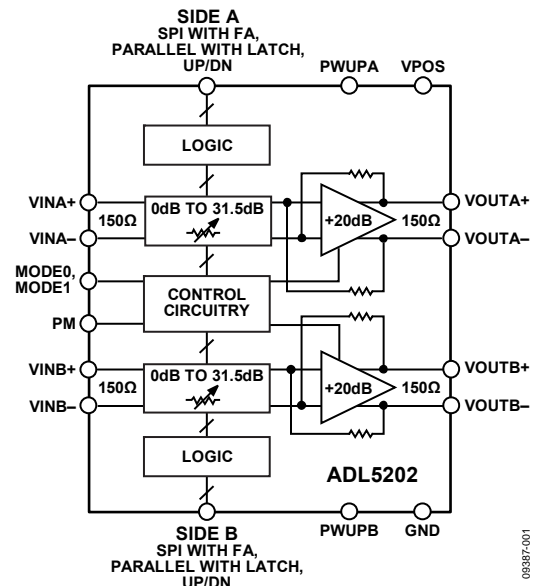 SIDE A
SPI WITH FA,
PARALLEL WITH LATCH,
UP/DN
PWUPA
VPOS
LOGIC
VINA+
150Ω
VINA–
0dB TO 31.5dB
+20dB
150Ω
VOUTA+
VOUTA–
MODE0,
MODE1
PM
CONTROL
CIRCUITRY
VINB+
150Ω
VINB–
0dB TO 31.5dB
+20dB
150Ω
VOUTB+
VOUTB–
LOGIC
ADL5202
SIDE B
SPI WITH FA,
PARALLEL WITH LATCH,
UP/DN
PWUPB
GND
09387-001